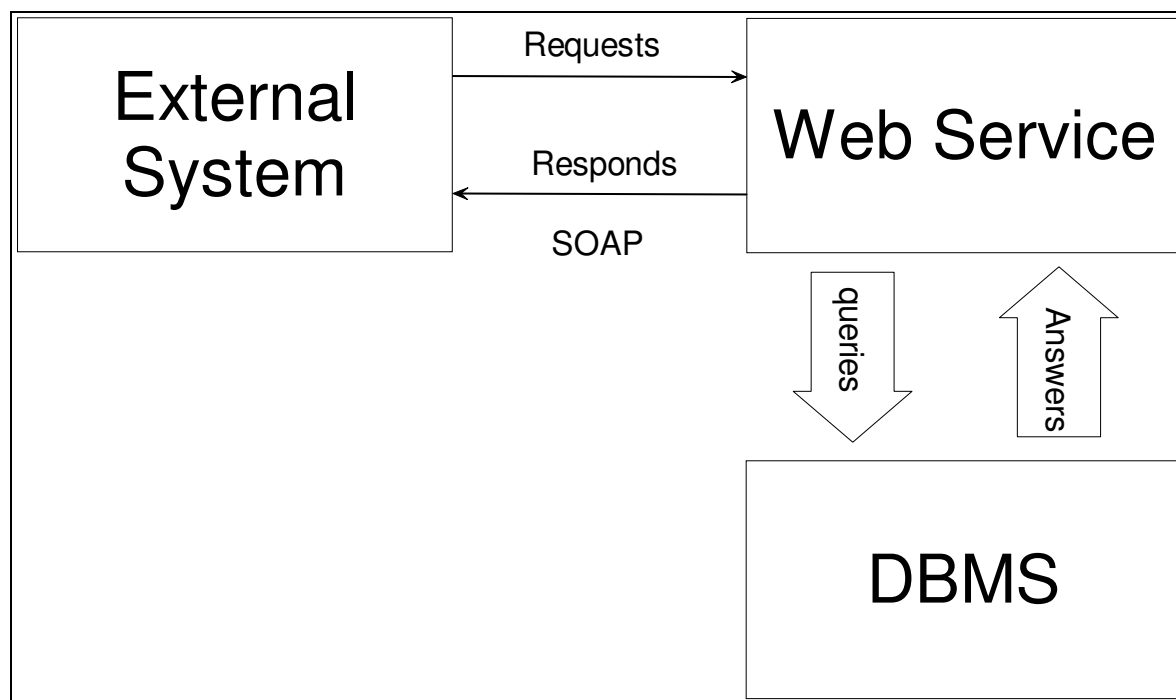 External
System
Requests
Responds
SOAP
Web Service
queries
Answers
DBMS